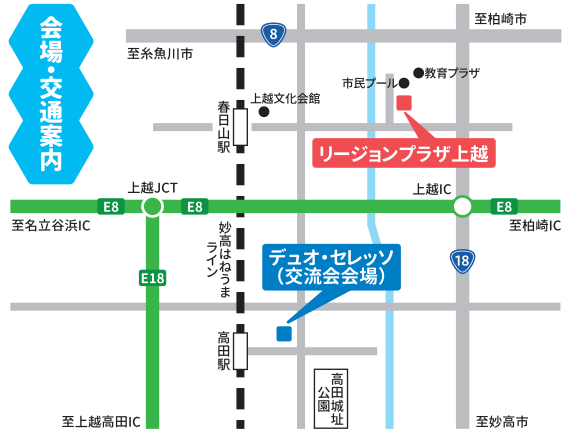 会場・交通案内
至柏崎市
8
至糸魚川市
教育プラザ
市民プール
上越文化会館
春日山駅
リージョンプラザ上越
上越JCT
上越IC
E8
E8
E8
至名立谷浜IC
至柏崎IC
妙高はねうま
ライン
デュオ・セレッソ
（交流会会場）
18
E18
高田駅
高田城址
公園
至上越高田IC
至妙高市